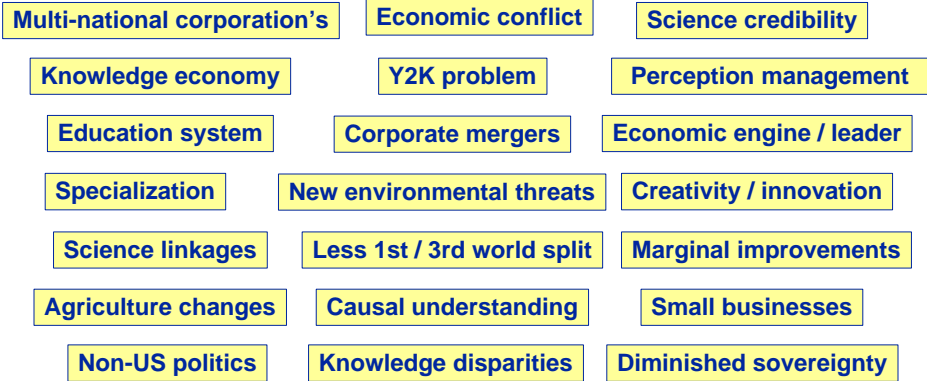 Multi-national corporation's
Economic conflict
Science credibility
Knowledge economy
Y2K problem
Perception management
Education system
Corporate mergers
Economic engine / leader
Specialization
New environmental threats
Creativity / innovation
Science linkages
Less 1st / 3rd world split
Marginal improvements
Agriculture changes
Causal understanding
Small businesses
Non-US politics
Knowledge disparities
Diminished sovereignty